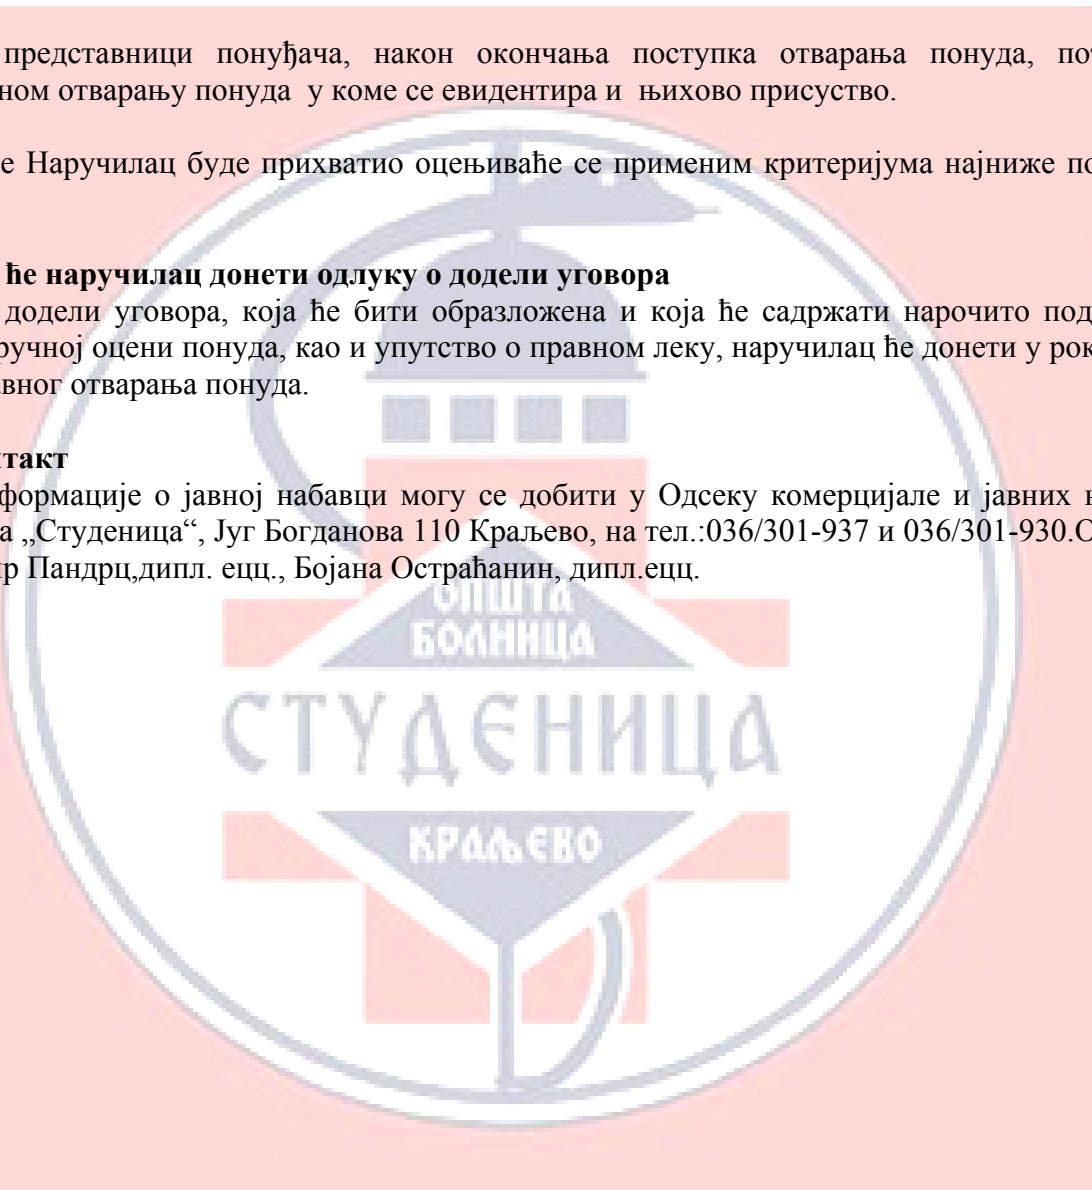 представници понуђача, након окончања поступка отварања понуда, пот
ном отварању понуда у коме се евидентира и њихово присуство.
е Наручилац буде прихватио оцењиваће се применим критеријума најниже по
ће наручилац донети одлуку о додели уговора
додели уговора, која ће бити образложена и која ће садржати нарочито под
ручној оцени понуда, као и упутство о правном леку, наручилац ће донети у рок
вног отварања понуда.
нтакт
формације о јавној набавци могу се добити у Одсеку комерцијале и јавних н
а „Студеница“, Југ Богданова 110 Краљево, на тел.:036/301-937 и 036/301-930.О
ир Пандрц,дипл. ецц., Бојана Остраћанин, дипл.ецц.
ОПШТА
БОЛНИЦА
СТУДЕНИЦА
КРАЉЕВО